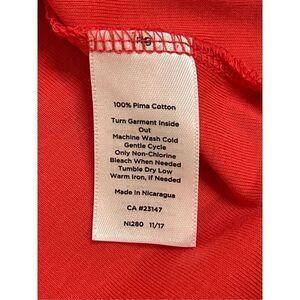 100% Pima Cotton
Turn Garment Inside
Out
Machine Wash Cold
Gentle Cycle
Only Non-Chlorine
Bleach When Needed
Tumble Dry Low
Warm Iron, if Needed
Made in Nicaragua
CA #23147
NI280 11/17